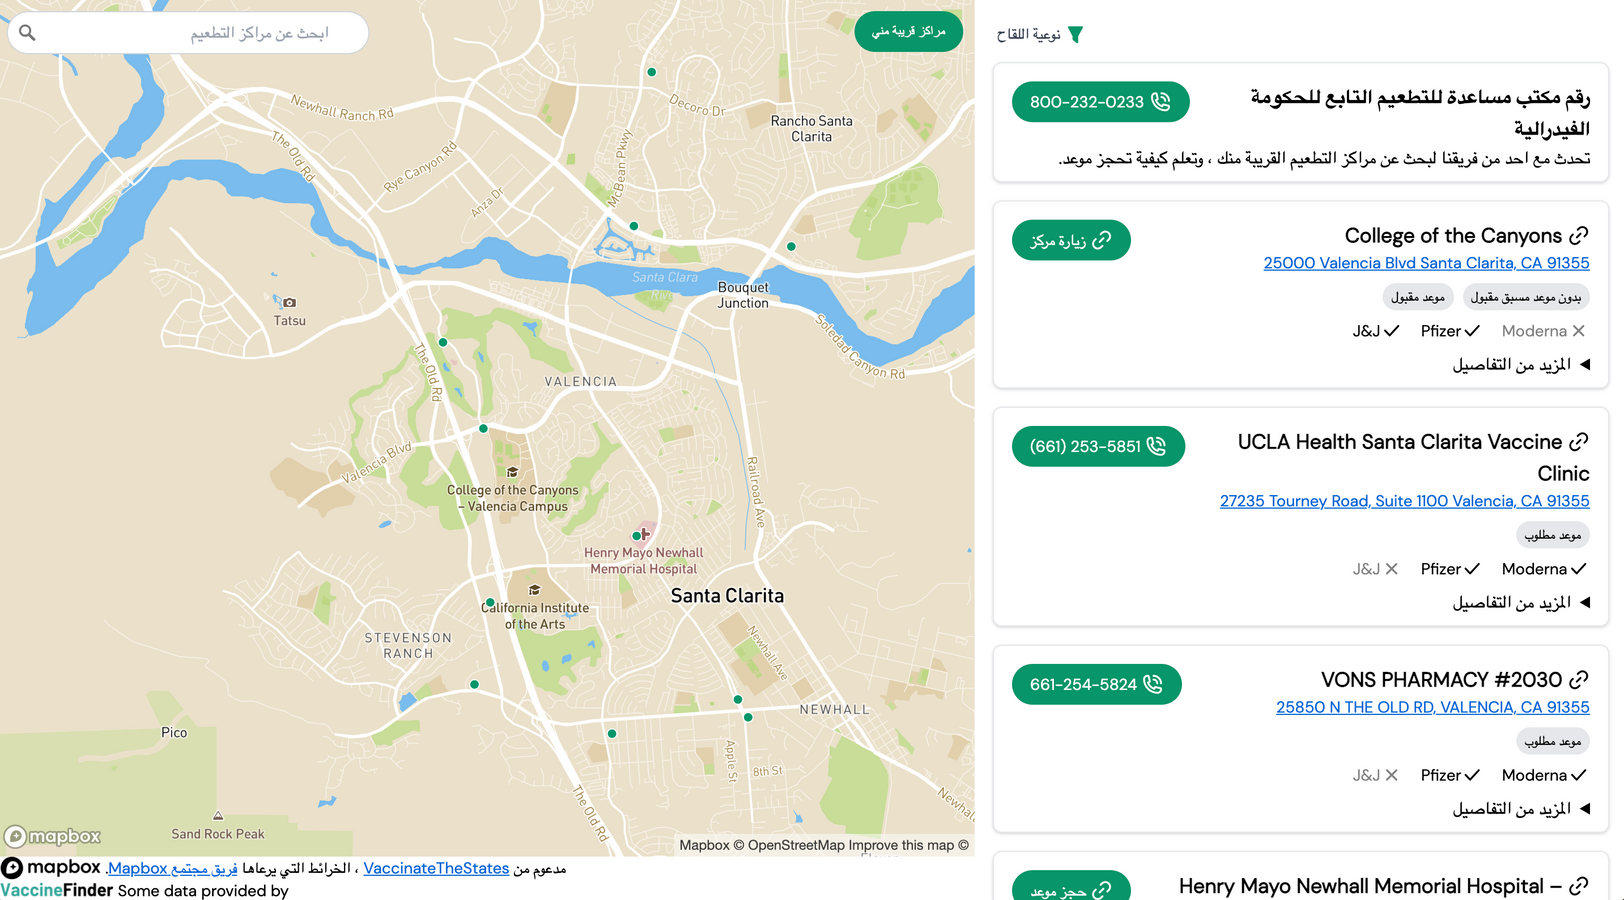 ابحث عن مراكز التطعيم
مراكز قريبة مني
Newhall Ranch Rd
The Old Rd
Rye Canyon Rd
Anza Dr
McBean Pkwy
Decoro Dr
Rancho Santa
Clarita
Santa Clara
Bouquet
Junction
Soledad Canyon Rd
Tatsu
The Old Rd
VALENCIA
Valencia Blvd
College of the Canyons
– Valencia Campus
Railroad Ave
Henry Mayo Newhall
Memorial Hospital
Santa Clarita
California Institute
of the Arts
STEVENSON
RANCH
Newhall Ave
NEWHALL
Pico
Apple St
8th St
The Old Rd
Sand Rock Peak
mapbox
Mapbox © OpenStreetMap Improve this map ©
مدعوم من VaccinateTheStates ، الخرائط التي يرعاها فريق مجتمع Mapbox. mapbox
VaccineFinder Some data provided by
نوعية اللقاح
رقم مكتب مساعدة للتطعيم التابع للحكومة
الفيدرالية
800-232-0233
تحدث مع احد من فريقنا لبحث عن مراكز التطعيم القريبة منك ، وتعلم كيفية تحجز موعد.
College of the Canyons
زيارة مركز
25000 Valencia Blvd Santa Clarita, CA 91355
بدون موعد مسبق مقبول
موعد مقبول
J&J Pfizer Moderna
المزيد من التفاصيل
UCLA Health Santa Clarita Vaccine
Clinic
(661) 253-5851
27235 Tourney Road, Suite 1100 Valencia, CA 91355
موعد مطلوب
J&J Pfizer Moderna
المزيد من التفاصيل
VONS PHARMACY #2030
661-254-5824
25850 N THE OLD RD, VALENCIA, CA 91355
موعد مطلوب
J&J Pfizer Moderna
المزيد من التفاصيل
Henry Mayo Newhall Memorial Hospital –
حجز موعد